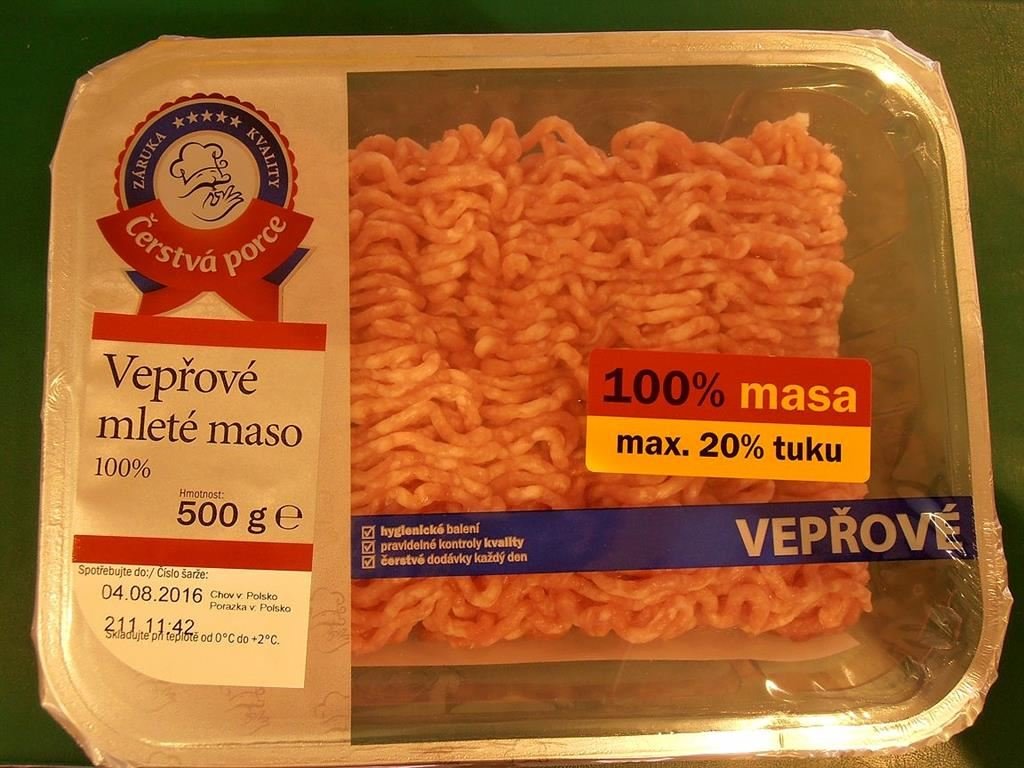 ZÁRUKA ★★★★★ KVALITY
Čerstvá porce
Vepřové
mleté maso
100%
Hmotnost:
500 g ℮
Spotřebujte do:/ Číslo šarže:
04.08.2016
Chov v: Polsko
Porazka v: Polsko
211 11:42
Skladujte při teplotě od 0°C do +2°C.
100% masa
max. 20% tuku
hygienické balení
pravidelné kontroly kvality
čerstvé dodávky každý den
VEPŘOVÉ